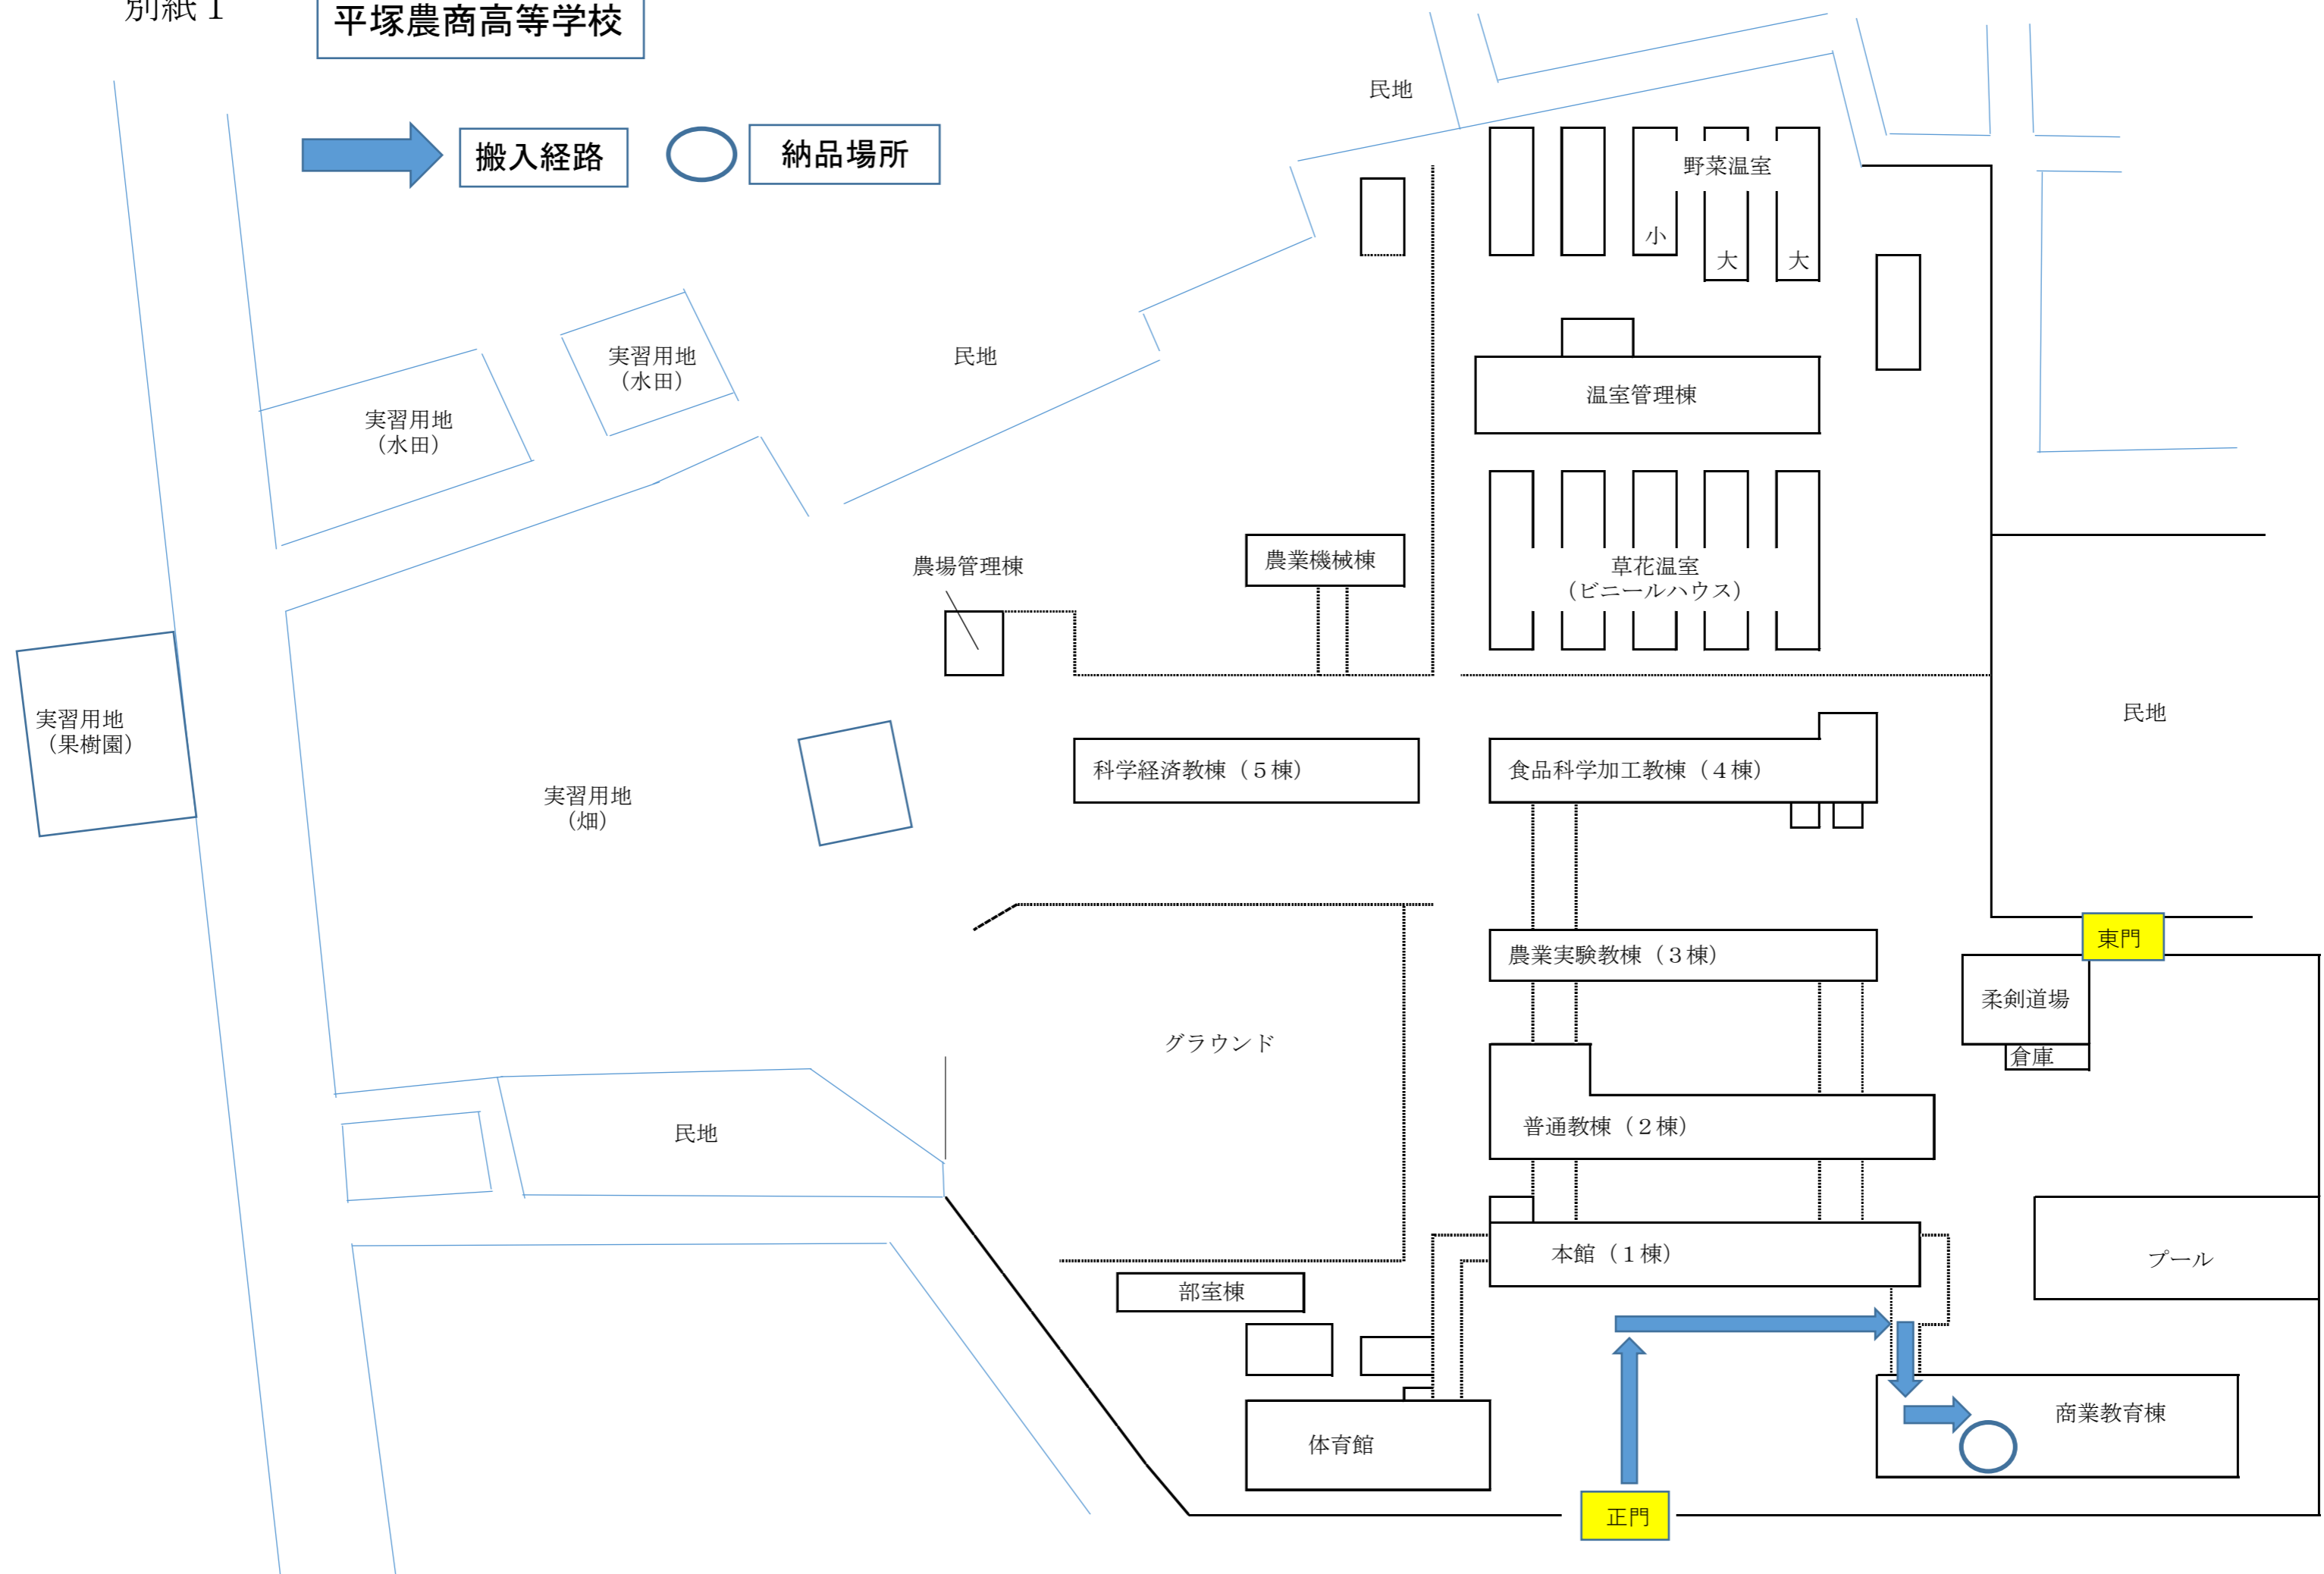 別紙１
平塚農商高等学校
搬入経路
納品場所
民地
野菜温室
小
大
大
実習用地
（水田）
民地
温室管理棟
実習用地
（水田）
農場管理棟
農業機械棟
草花温室
（ビニールハウス）
実習用地
（果樹園）
民地
科学経済教棟（５棟）
食品科学加工教棟（４棟）
実習用地
（畑）
東門
農業実験教棟（３棟）
柔剣道場
グラウンド
倉庫
民地
普通教棟（２棟）
本館（１棟）
プール
部室棟
商業教育棟
体育館
正門